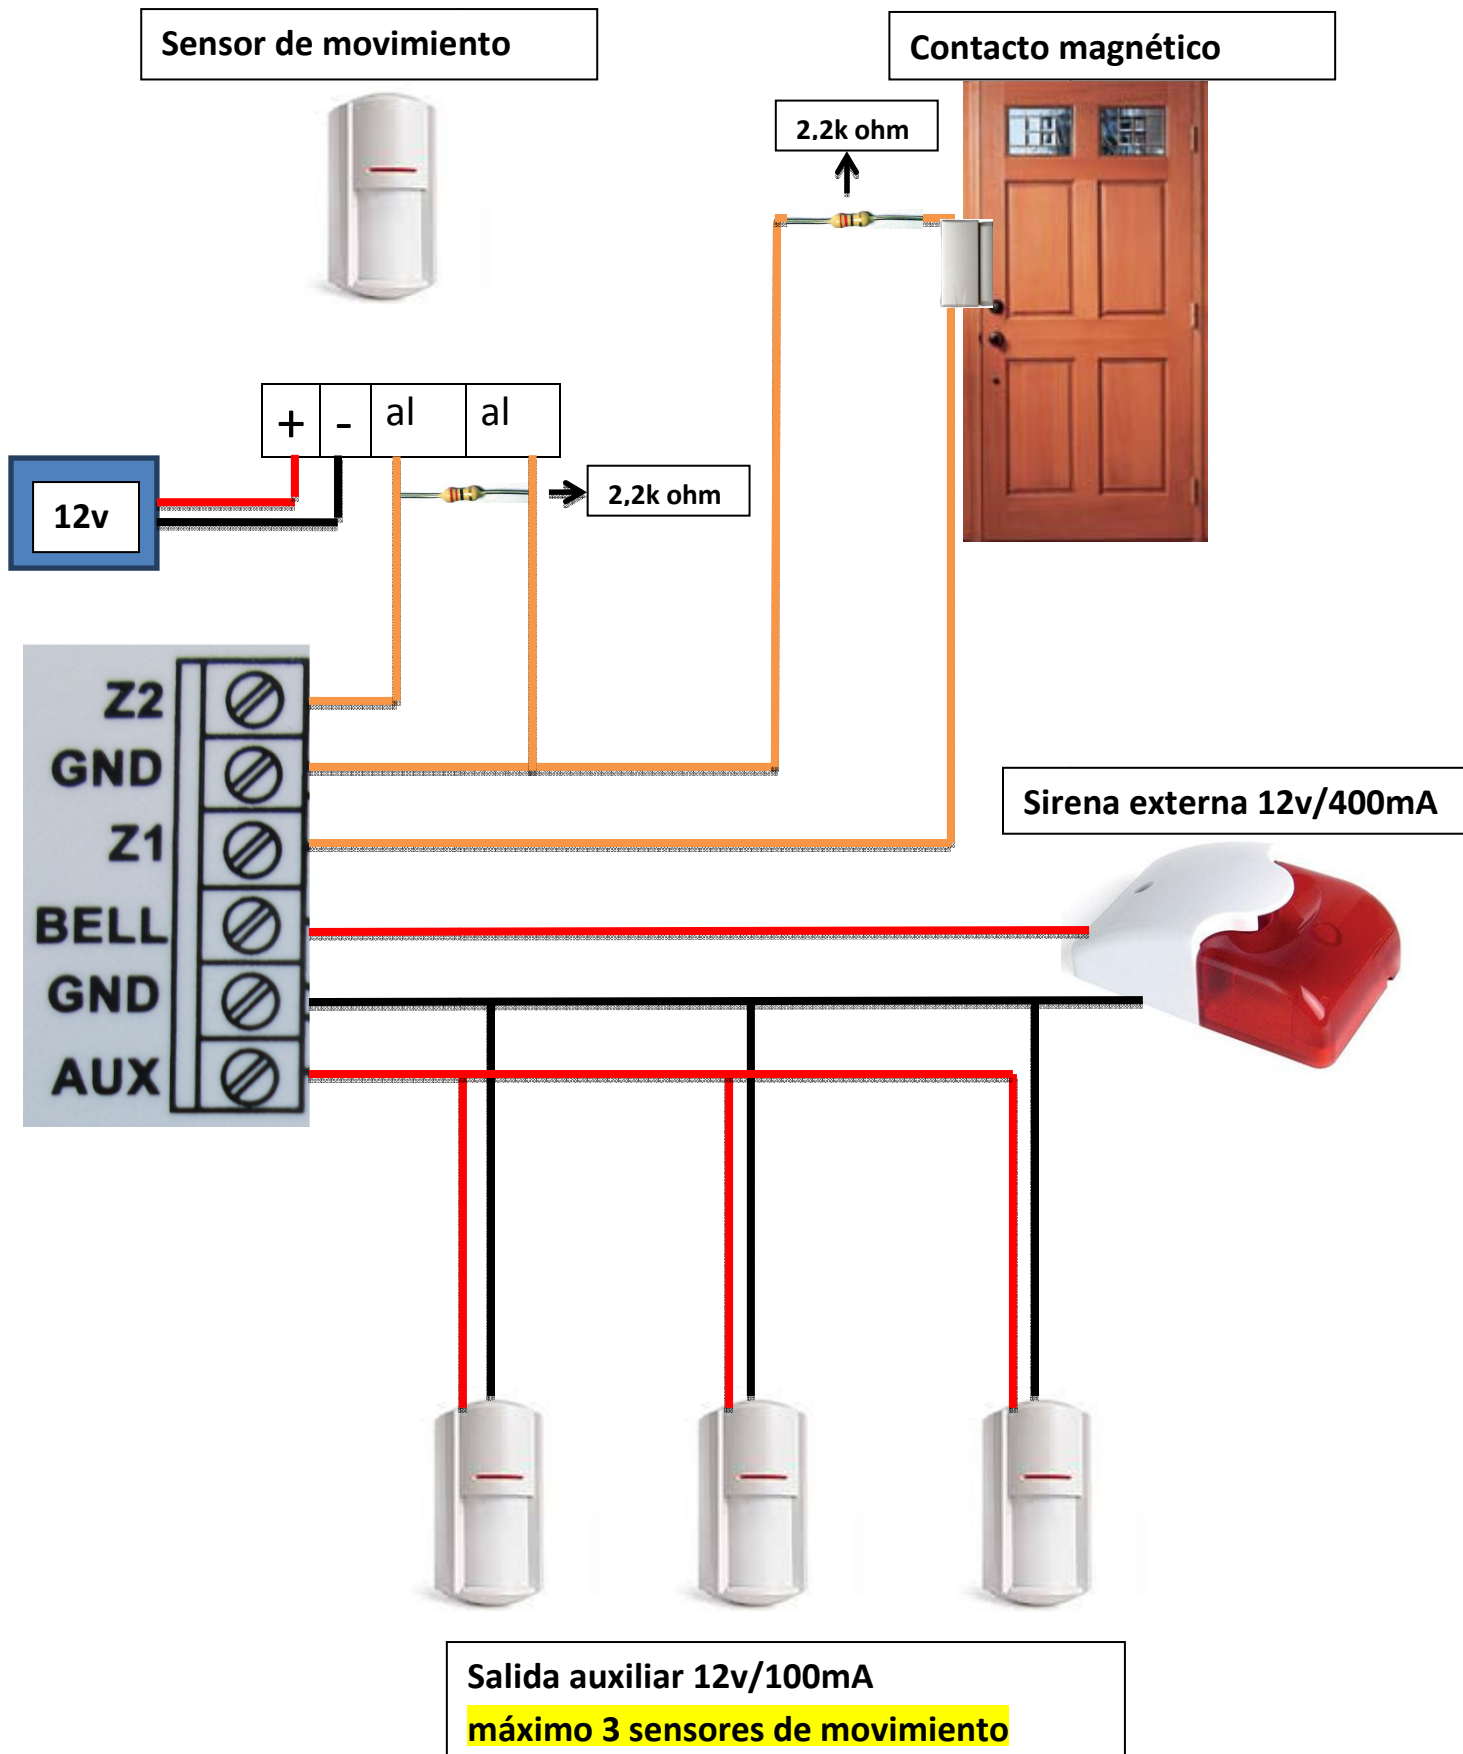 Sensor de movimiento
Contacto magnético
2,2k ohm
+ - al al
12v
2,2k ohm
Z2
GND
Z1
BELL
GND
AUX
Sirena externa 12v/400mA
Salida auxiliar 12v/100mA
máximo 3 sensores de movimiento